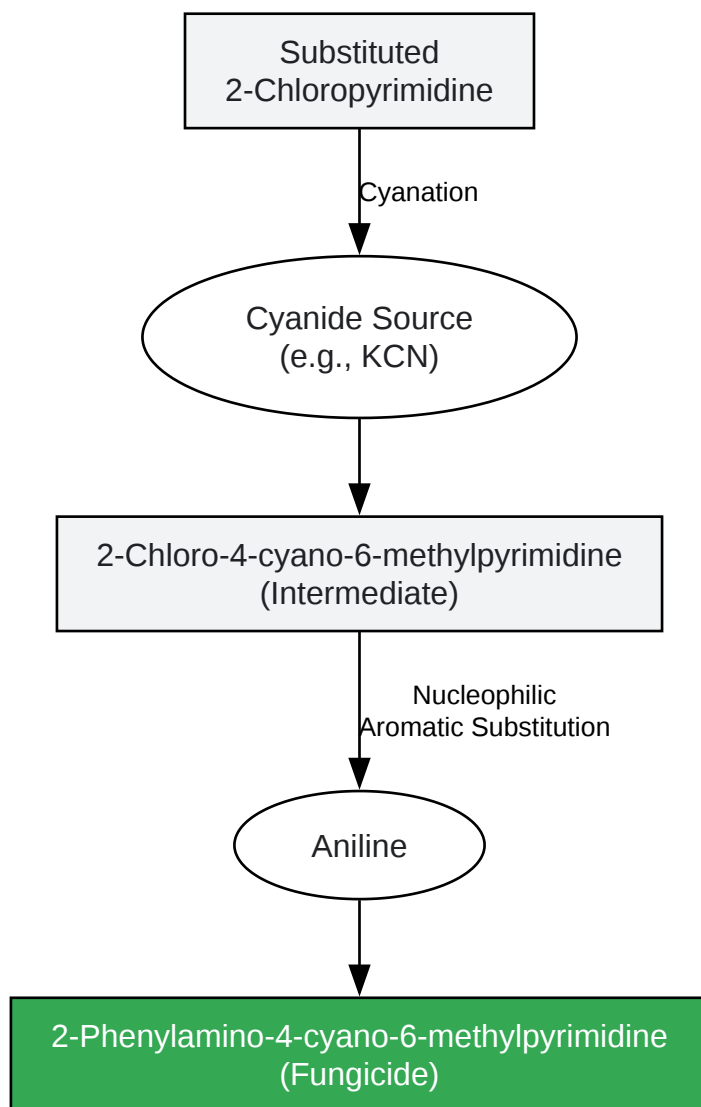 Substituted
2-Chloropyrimidine
Cyanation
Cyanide Source
(e.g., KCN)
2-Chloro-4-cyano-6-methylpyrimidine
(Intermediate)
Nucleophilic
Aromatic Substitution
Aniline
2-Phenylamino-4-cyano-6-methylpyrimidine
(Fungicide)